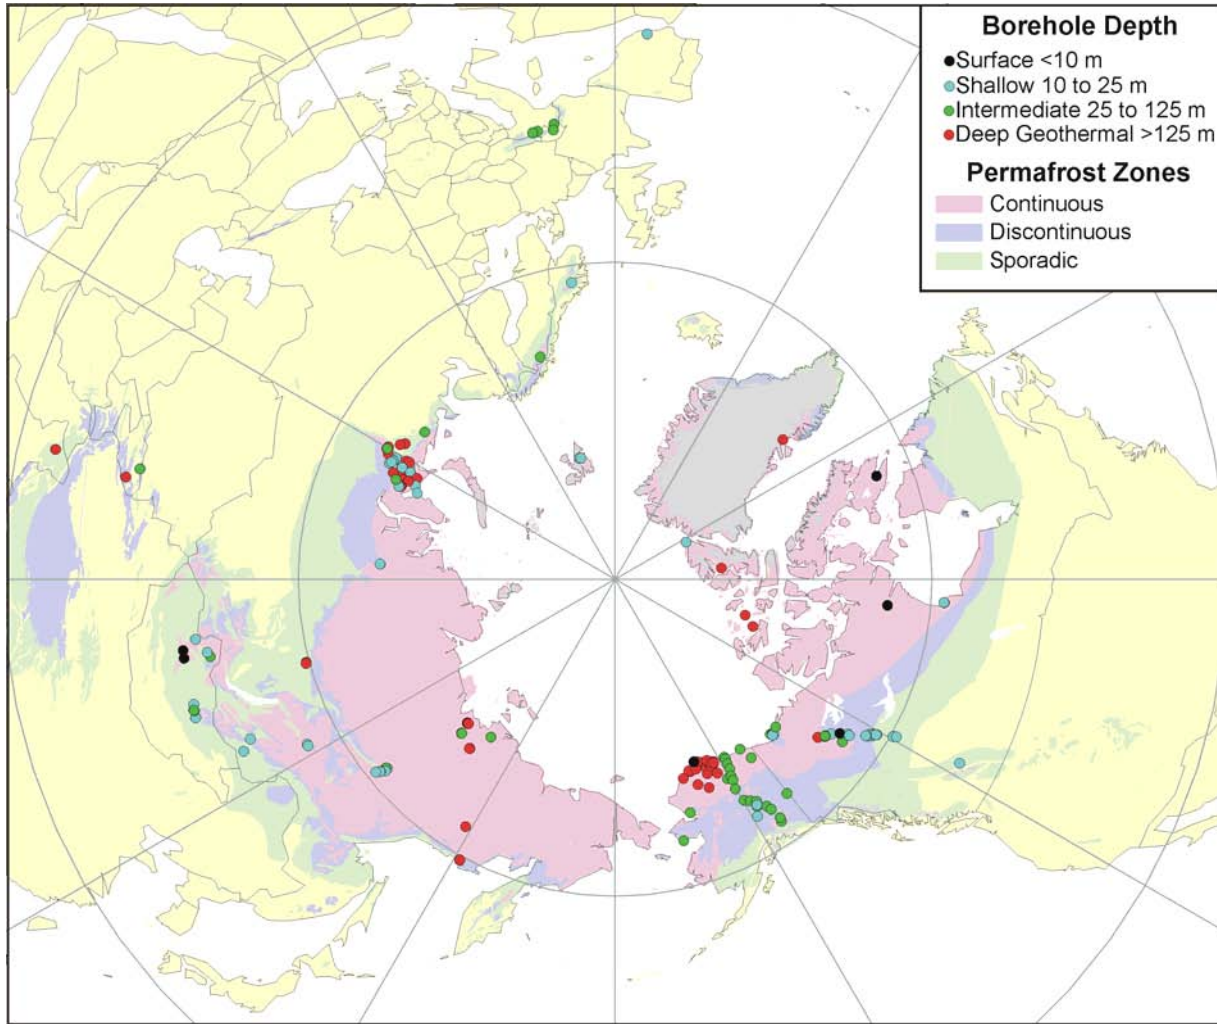 Borehole Depth
Surface <10 m
Shallow 10 to 25 m
Intermediate 25 to 125 m
Deep Geothermal >125 m
Permafrost Zones
Continuous
Discontinuous
Sporadic